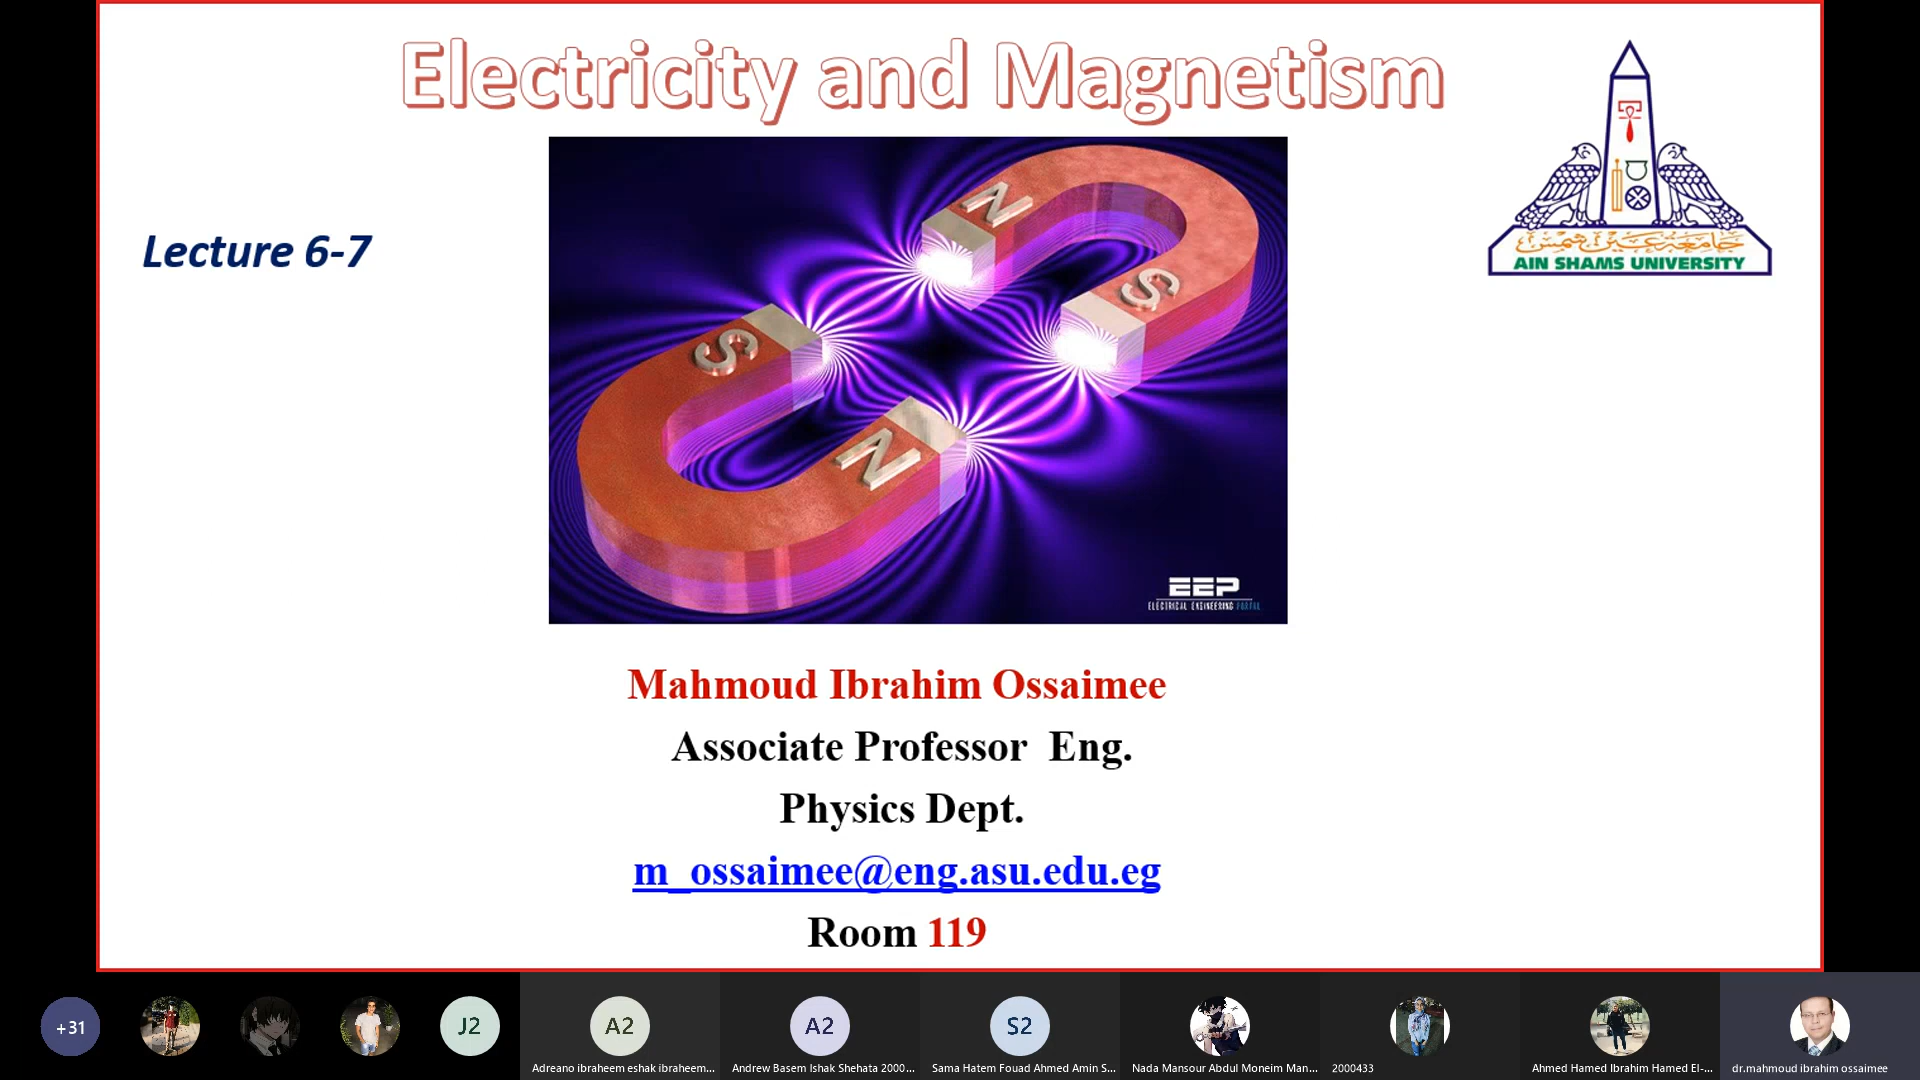 Electricity and Magnetism
Lecture 6-7
N
S
S
N
EEP
ELECTRICAL ENGINEERING PORTAL
جامعة عين شمس
AIN SHAMS UNIVERSITY
Mahmoud Ibrahim Ossaimee
Associate Professor Eng.
Physics Dept.
m_ossaimee@eng.asu.edu.eg
Room 119
+31
J2
A2
A2
S2
Adreano ibraheem eshak ibraheem...
Andrew Basem Ishak Shehata 2000...
Sama Hatem Fouad Ahmed Amin S...
Nada Mansour Abdul Moneim Man...
2000433
Ahmed Hamed Ibrahim Hamed El-...
dr.mahmoud ibrahim ossaimee